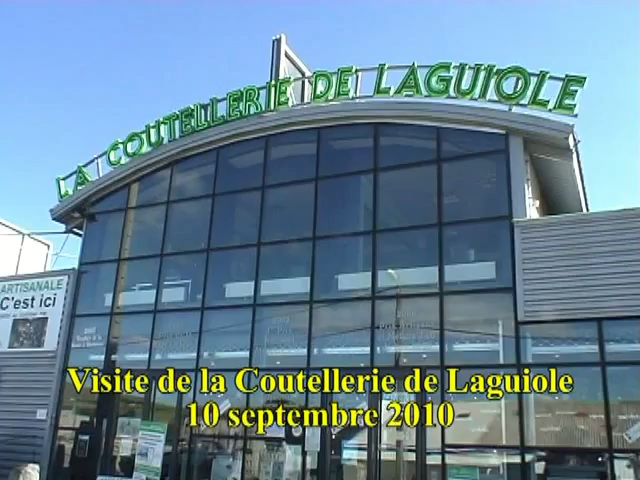 LA COUTELLERIE DE LAGUIOLE
ARTISANALE
C'est ici
Visite de la Coutellerie de Laguiole
10 septembre 2010